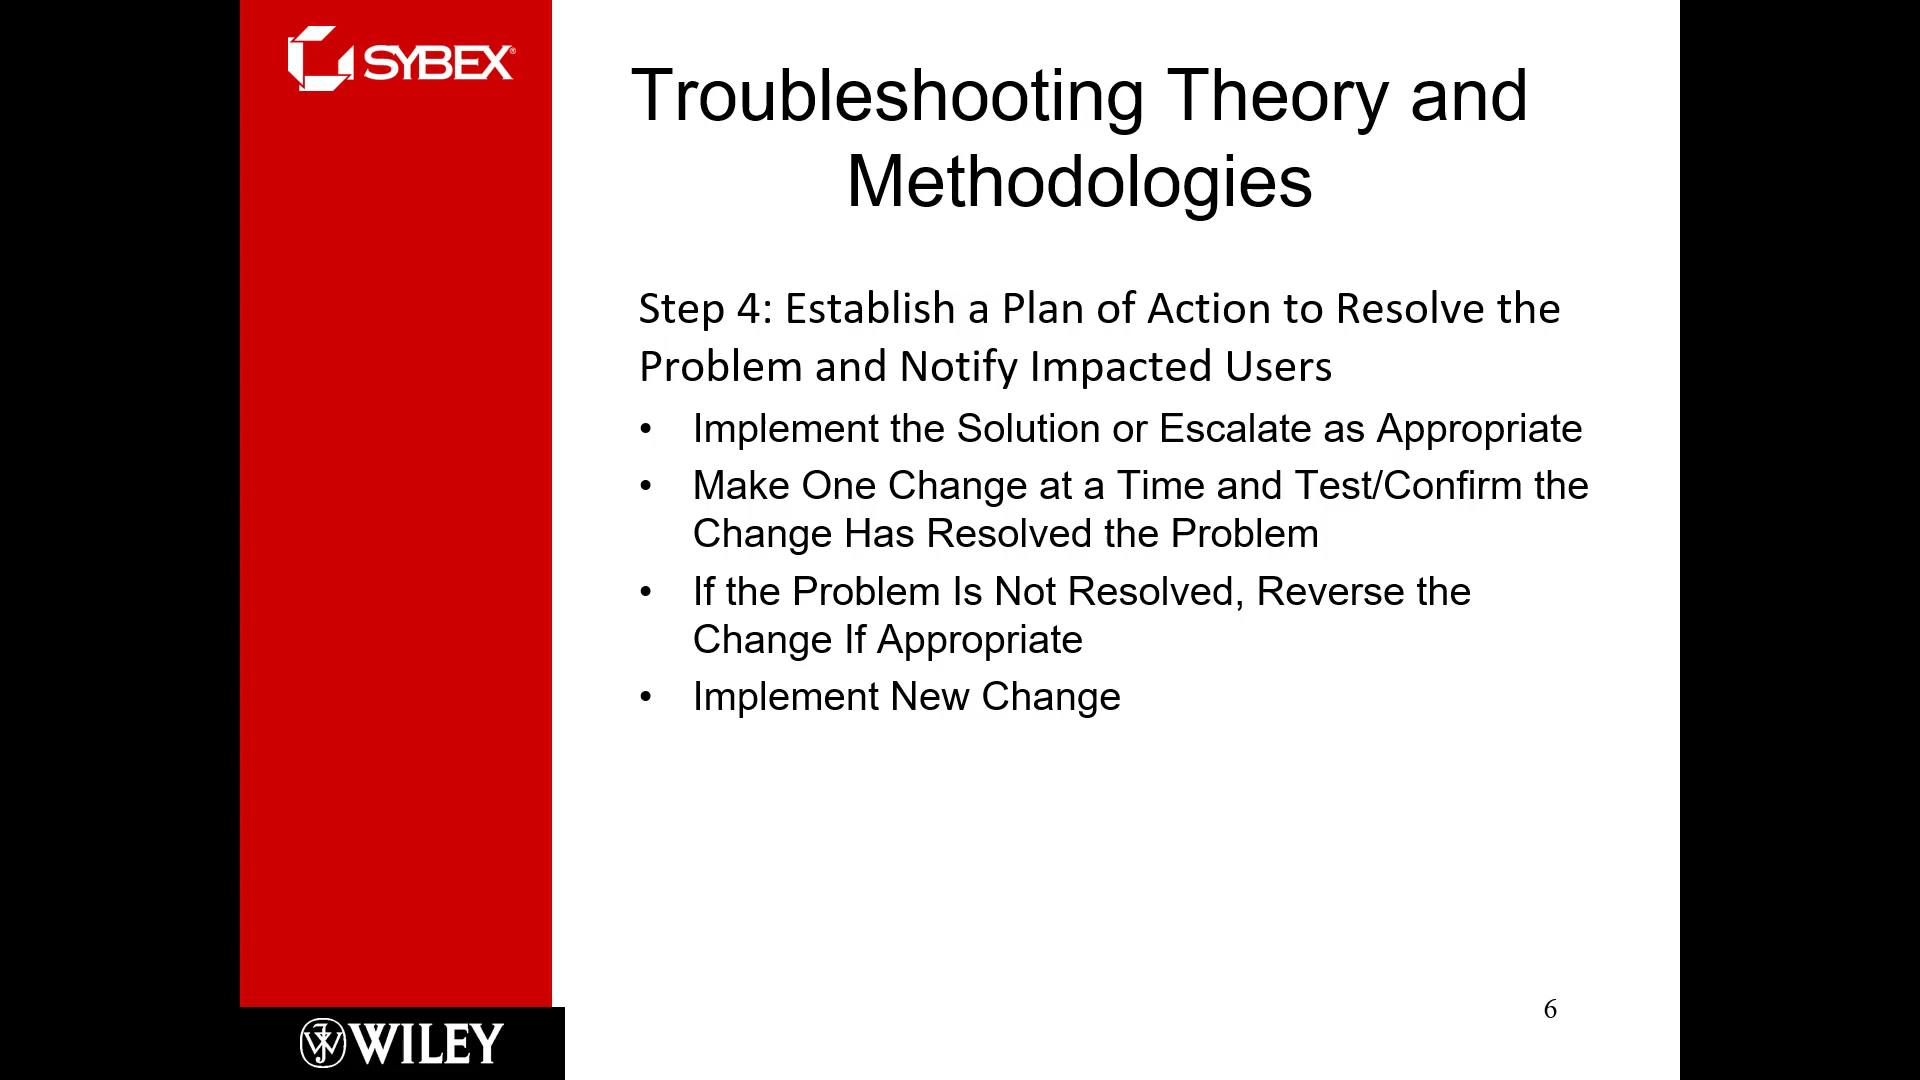 SYBEX®
Troubleshooting Theory and
Methodologies
Step 4: Establish a Plan of Action to Resolve the
Problem and Notify Impacted Users
• Implement the Solution or Escalate as Appropriate
• Make One Change at a Time and Test/Confirm the
Change Has Resolved the Problem
• If the Problem Is Not Resolved, Reverse the
Change If Appropriate
• Implement New Change
6
WILEY